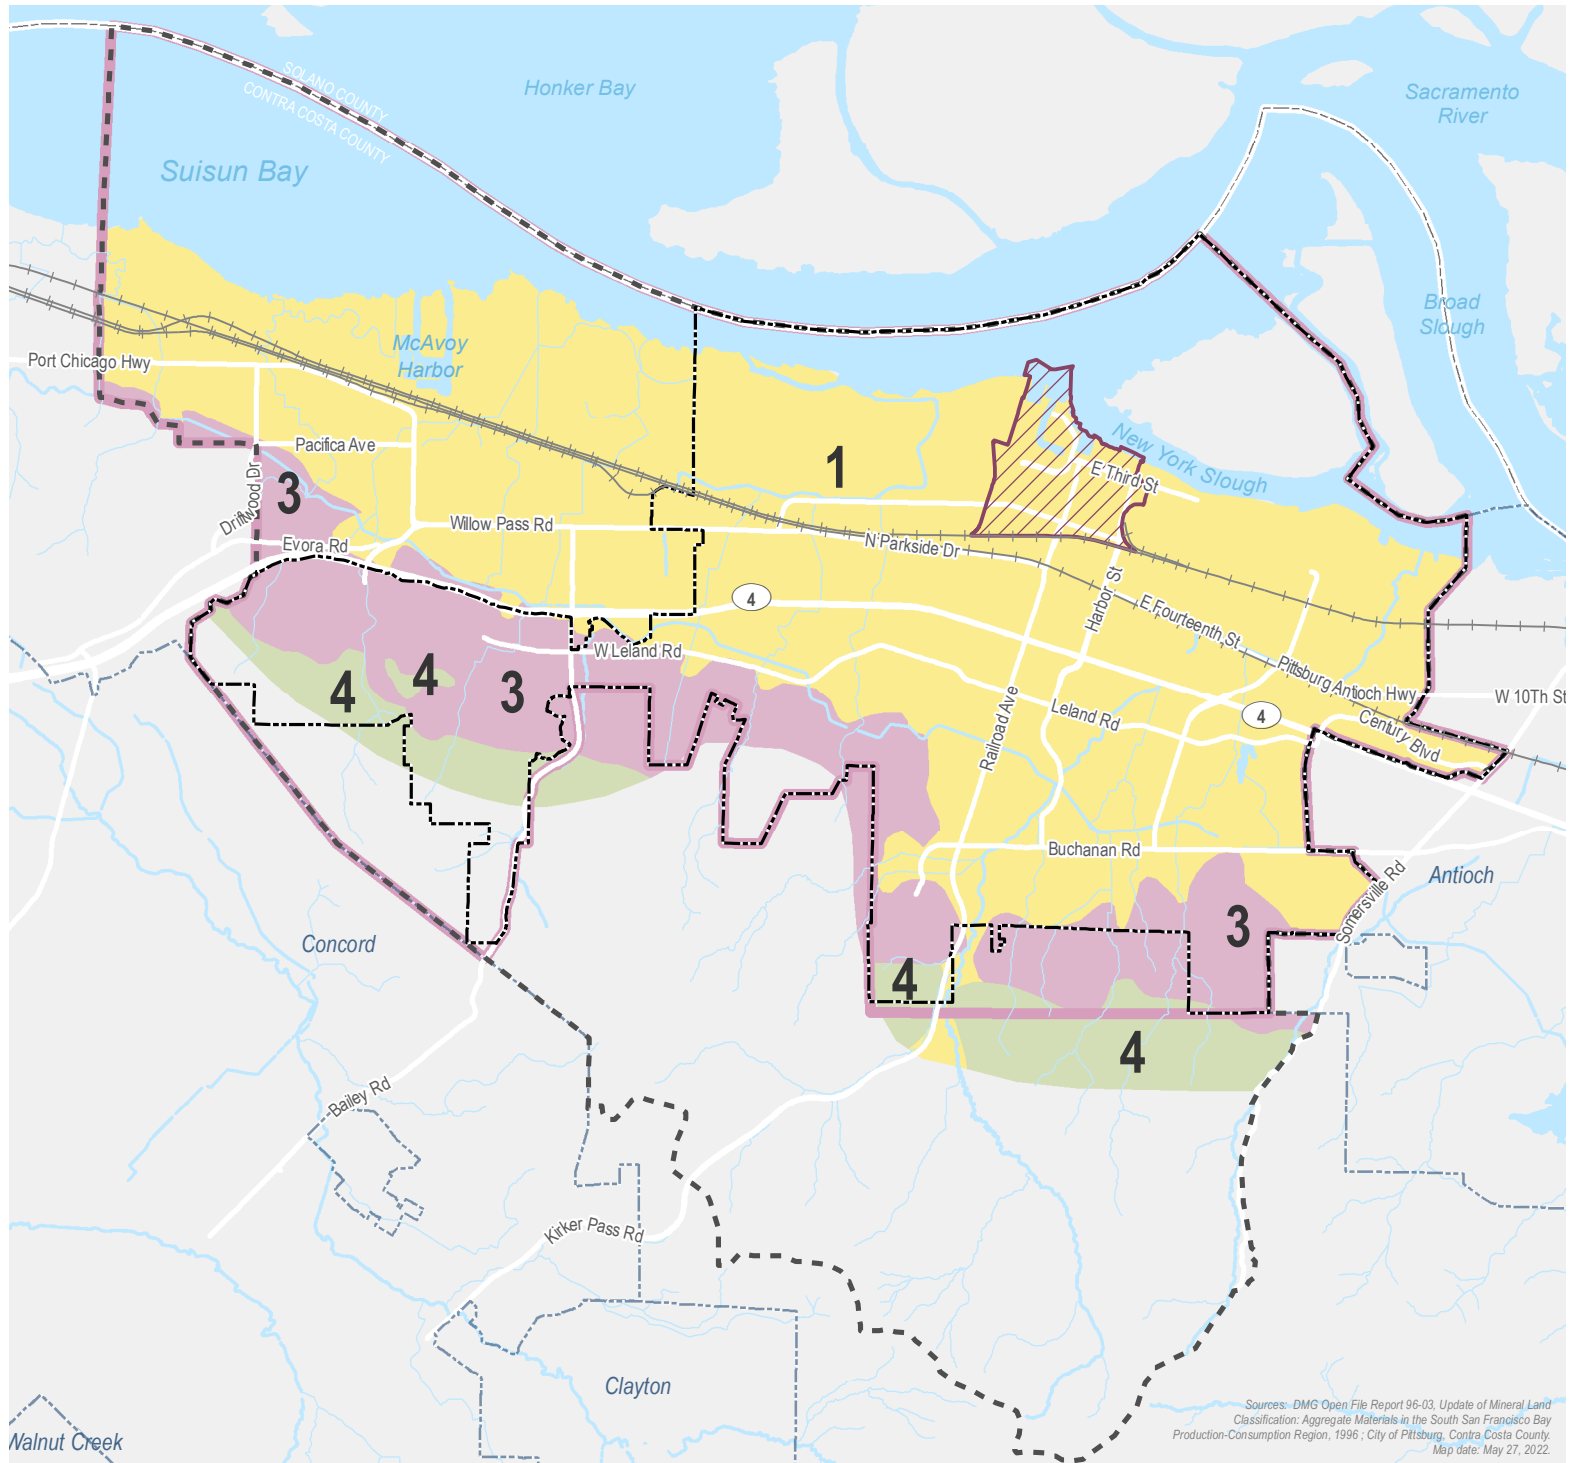 SOLANO COUNTY
CONTRA COSTA COUNTY
Honker Bay
Sacramento
River
Suisun Bay
Broad
Slough
McAvoy
Harbor
Port Chicago Hwy
Pacifica Ave
New York Slough
1
E Third St
3
Driftwood Dr
Willow Pass Rd
Evora Rd
N Parkside Dr
4
Harbor St
E Fourteenth St
W Leland Rd
Pittsburg Antioch Hwy
W 10Th St
4
4
3
Railroad Ave
Leland Rd
4
Century Blvd
Buchanan Rd
Antioch
Somersville Rd
3
Concord
4
4
Bailey Rd
Kirker Pass Rd
Clayton
Walnut Creek
Sources: DMG Open File Report 96-03, Update of Mineral Land
Classification: Aggregate Materials in the South San Francisco Bay
Production-Consumption Region, 1996 ; City of Pittsburg, Contra Costa County.
Map date: May 27, 2022.